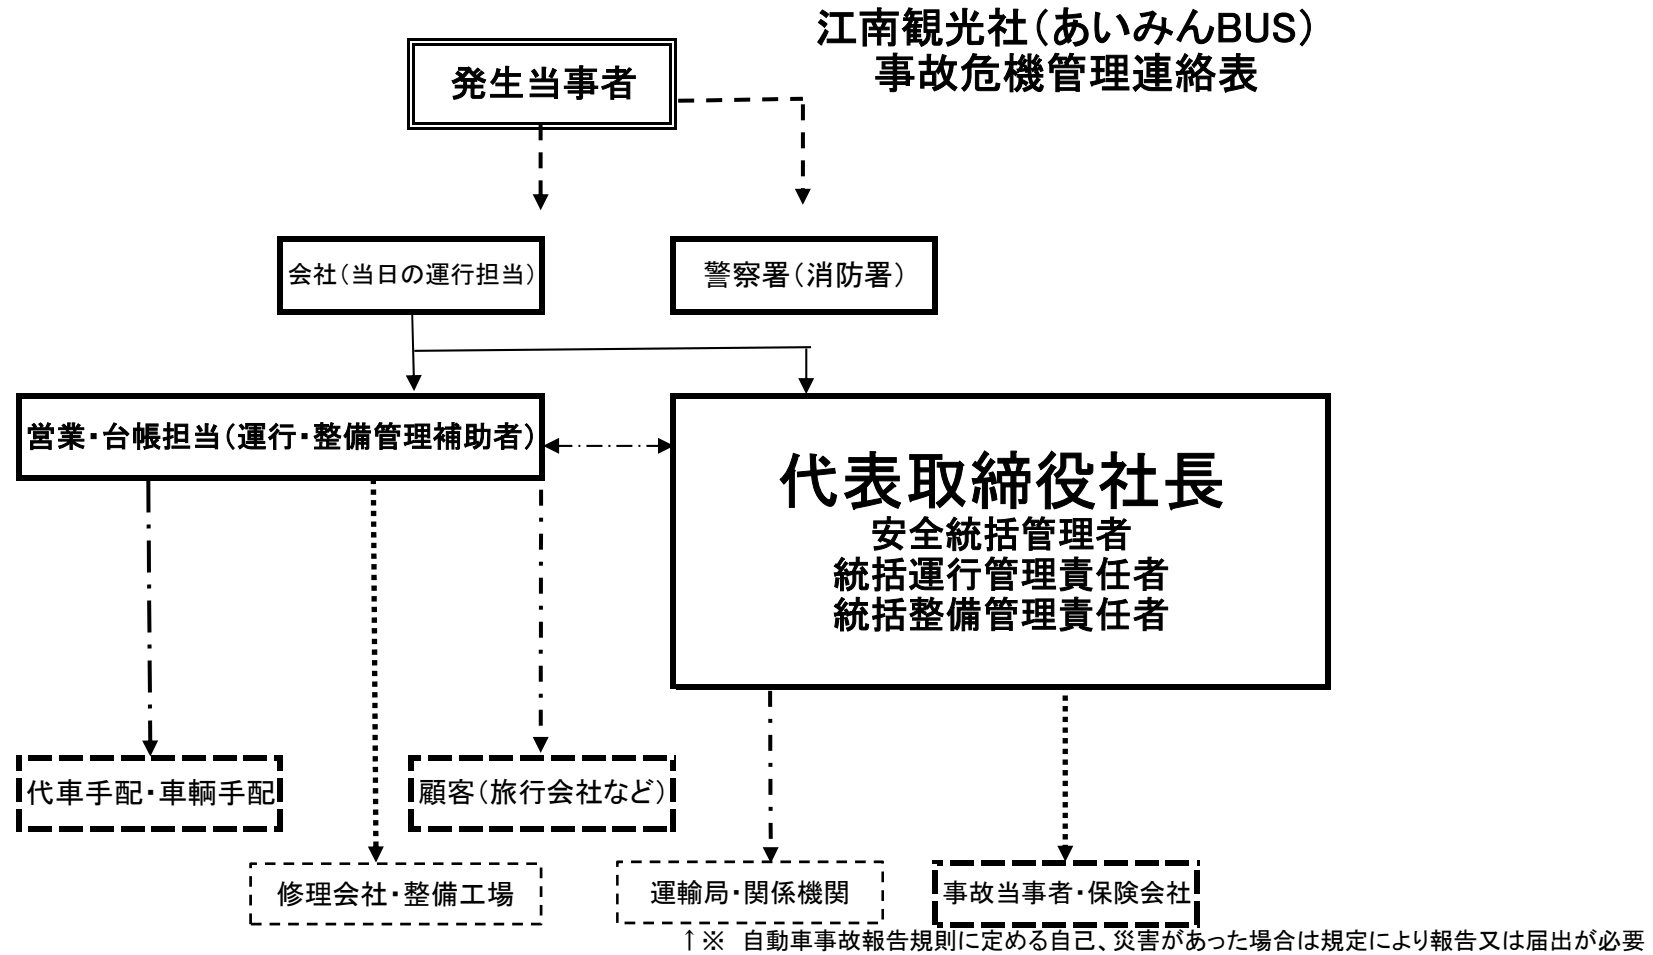 江南観光社（あいみんBUS）
事故危機管理連絡表
発生当事者
会社（当日の運行担当）
警察署（消防署）
営業・台帳担当（運行・整備管理補助者）
代表取締役社長
安全統括管理者
統括運行管理責任者
統括整備管理責任者
代車手配・車輌手配
顧客（旅行会社など）
修理会社・整備工場
運輸局・関係機関
事故当事者・保険会社
↑※　自動車事故報告規則に定める自己、災害があった場合は規定により報告又は届出が必要